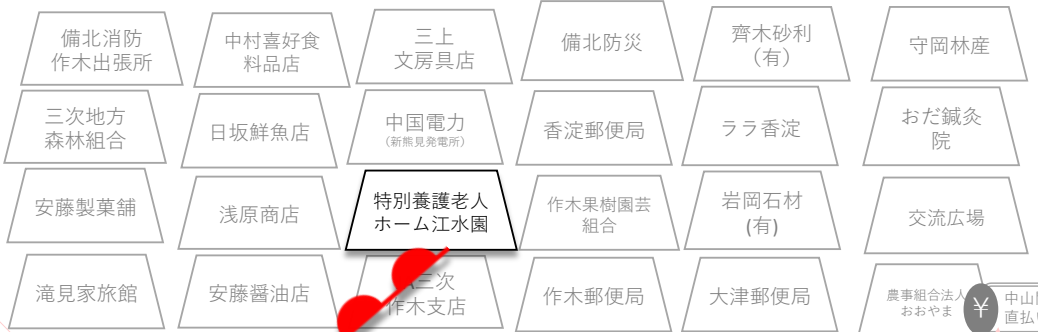 備北消防
作木出張所
中村喜好食
料品店
三上
文房具店
備北防災
齊木砂利
（有）
守岡林産
三次地方
森林組合
日坂鮮魚店
中国電力
（新熊見発電所）
香淀郵便局
ララ香淀
おだ鍼灸
院
安藤製菓舗
浅原商店
特別養護老人
ホーム江水園
作木果樹園芸
組合
岩岡石材
(有)
交流広場
滝見家旅館
安藤醤油店
三次
作木支店
作木郵便局
大津郵便局
農事組合法人
おおやま
¥
中山
直払